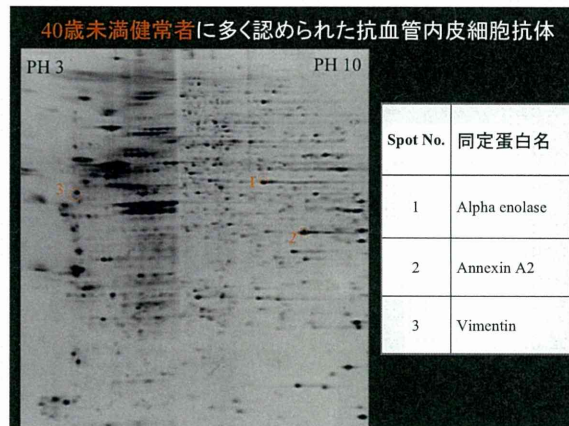 40歳未満健常者に多く認められた抗血管内皮細胞抗体
PH 3
PH 10
3
1
2
Spot No. 同定蛋白名
1 Alpha enolase
2 Annexin A2
3 Vimentin